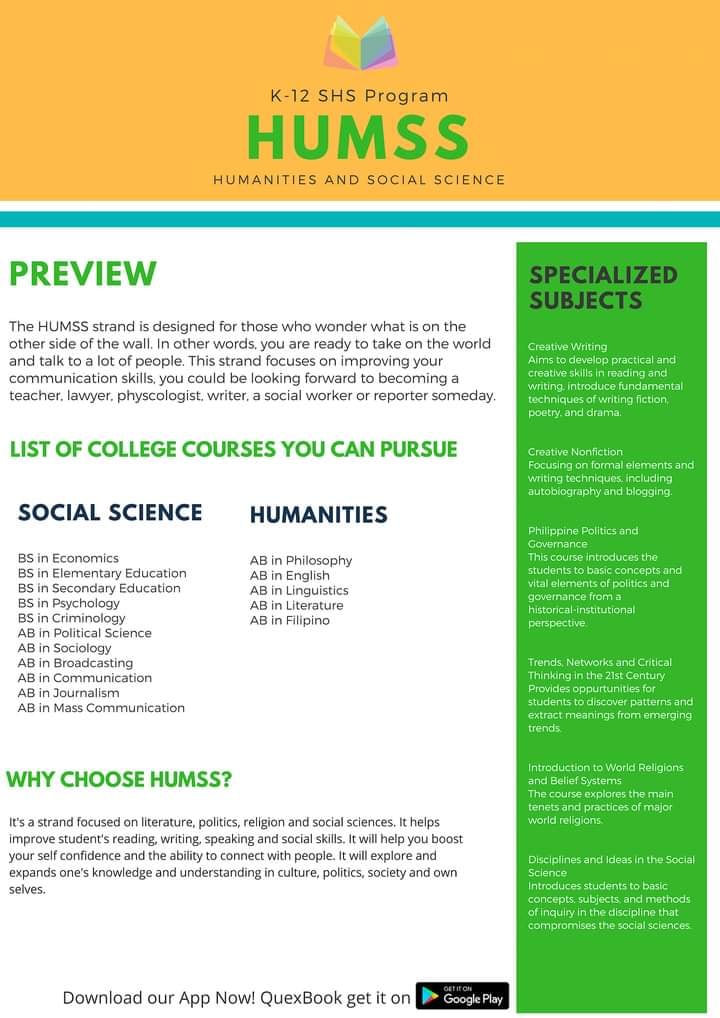 K-12 SHS Program
HUMSS
HUMANITIES AND SOCIAL SCIENCE
PREVIEW
The HUMSS strand is designed for those who wonder what is on the
other side of the wall. In other words, you are ready to take on the world
and talk to a lot of people. This strand focuses on improving your
communication skills, you could be looking forward to becoming a
teacher, lawyer, physcologist, writer, a social worker or reporter someday.
LIST OF COLLEGE COURSES YOU CAN PURSUE
SOCIAL SCIENCE
BS in Economics
BS in Elementary Education
BS in Secondary Education
BS in Psychology
BS in Criminology
AB in Political Science
AB in Sociology
AB in Broadcasting
AB in Communication
AB in Journalism
AB in Mass Communication
HUMANITIES
AB in Philosophy
AB in English
AB in Linguistics
AB in Literature
AB in Filipino
WHY CHOOSE HUMSS?
It's a strand focused on literature, politics, religion and social sciences. It helps
improve student's reading, writing, speaking and social skills. It will help you boost
your self confidence and the ability to connect with people. It will explore and
expands one's knowledge and understanding in culture, politics, society and own
selves.
SPECIALIZED
SUBJECTS
Creative Writing
Aims to develop practical and
creative skills in reading and
writing, introduce fundamental
techniques of writing fiction,
poetry, and drama.
Creative Nonfiction
Focusing on formal elements and
writing techniques, including
autobiography and blogging.
Philippine Politics and
Governance
This course introduces the
students to basic concepts and
vital elements of politics and
governance from a
historical-institutional
perspective.
Trends, Networks and Critical
Thinking in the 21st Century
Provides oppurtunities for
students to discover patterns and
extract meanings from emerging
trends.
Introduction to World Religions
and Belief Systems
The course explores the main
tenets and practices of major
world religions.
Disciplines and Ideas in the Social
Science
Introduces students to basic
concepts, subjects, and methods
of inquiry in the discipline that
compromises the social sciences.
Download our App Now! QuexBook get it on
GET IT ON
Google Play